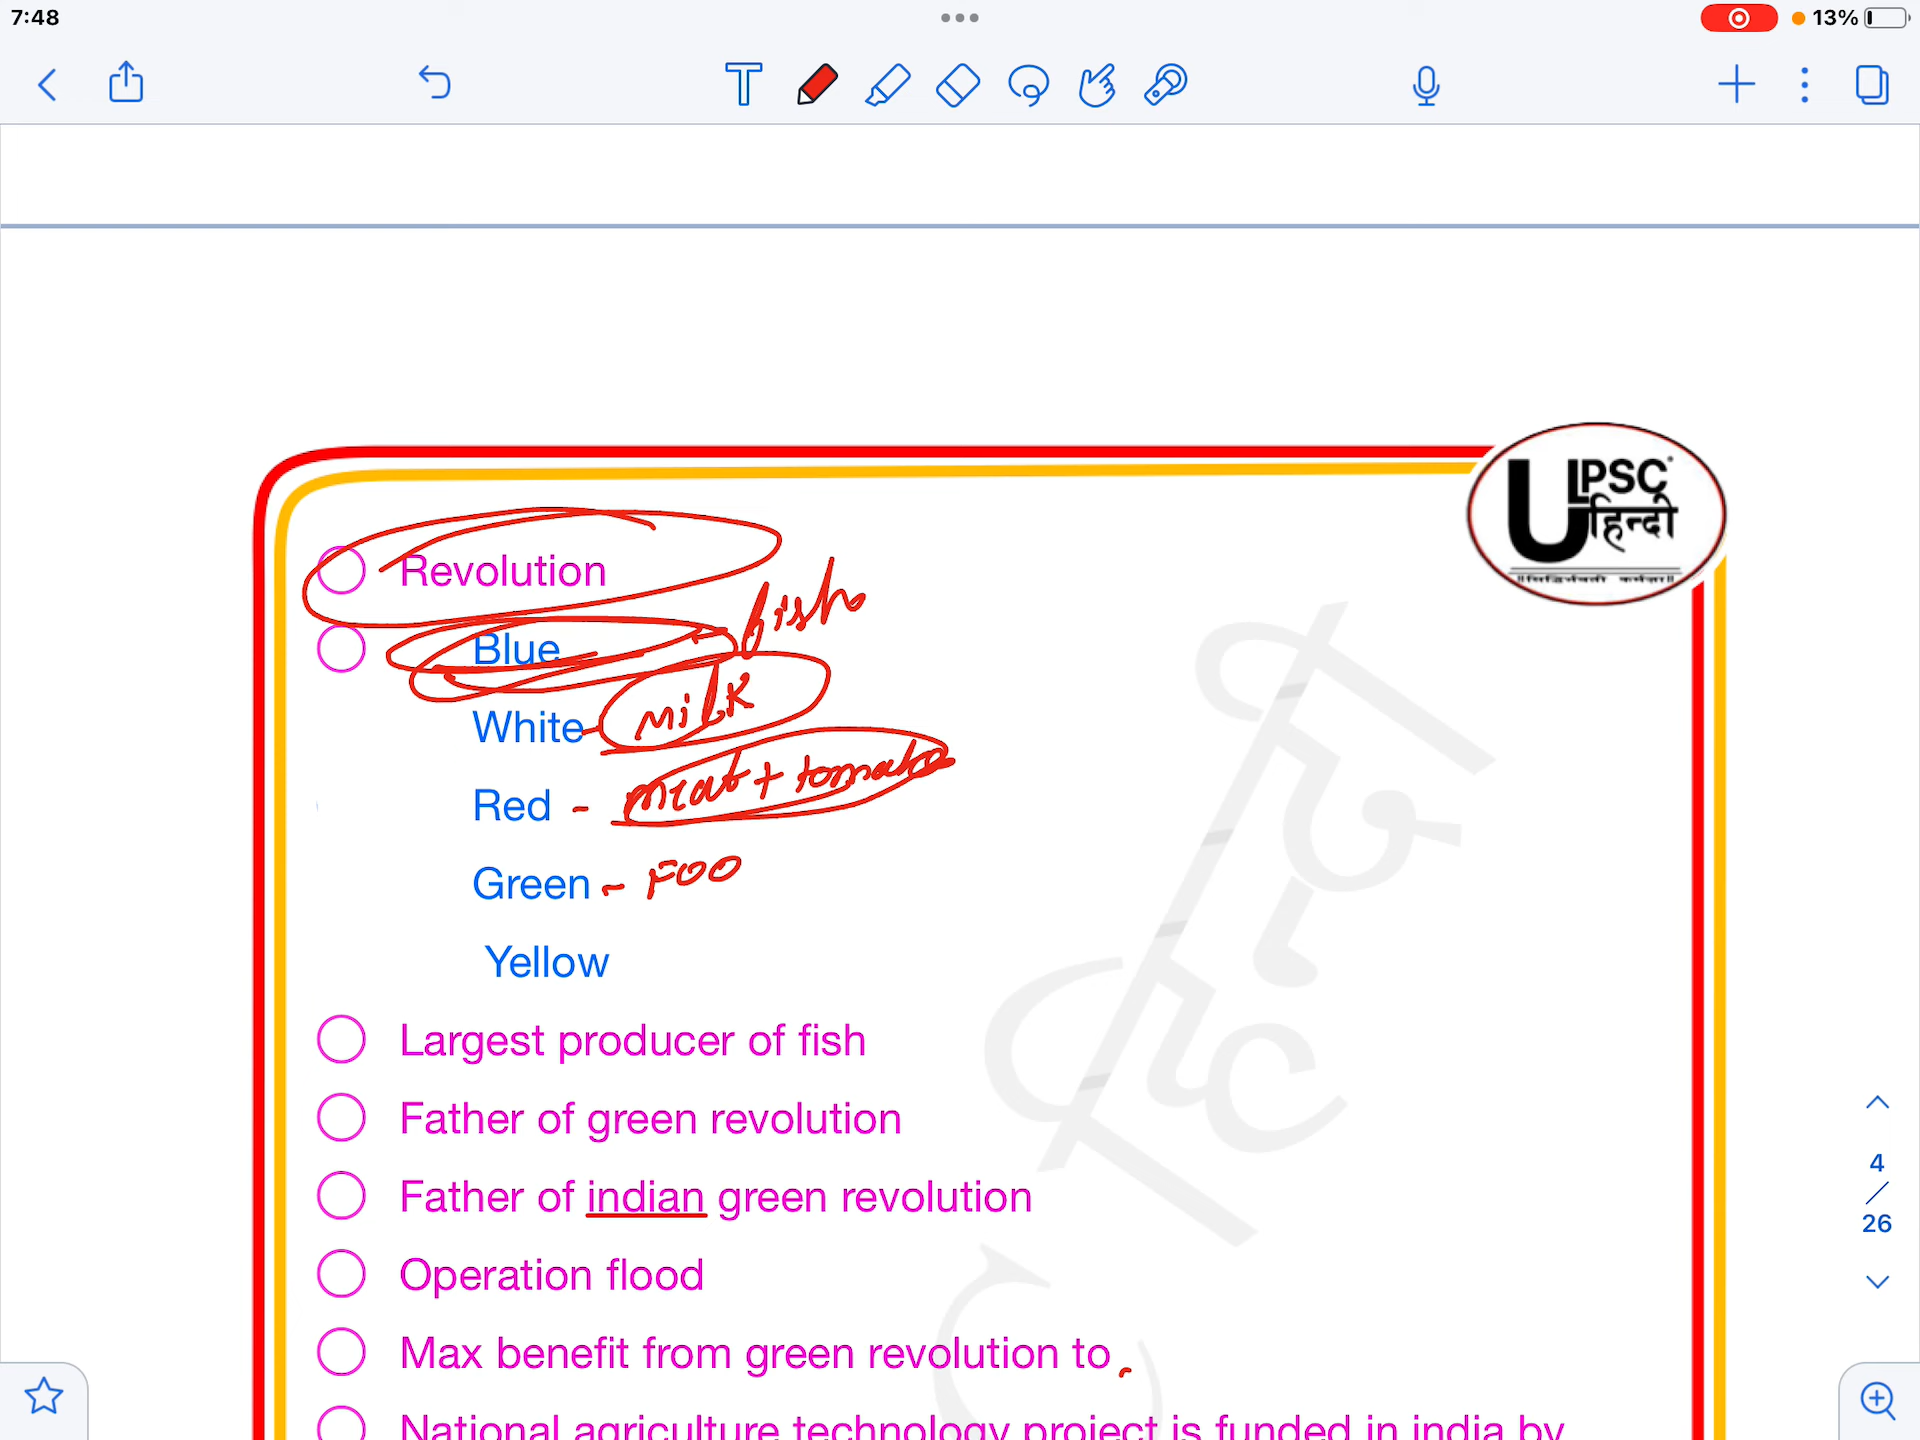 7:48
13%
T
UPSC
हिन्दी
Revolution
Blue fish
White - milk
Red - meat + tomato
Green - Foo
Yellow
Largest producer of fish
Father of green revolution
Father of indian green revolution
Operation flood
Max benefit from green revolution to
National agriculture technology project is funded in india by
4
/
26